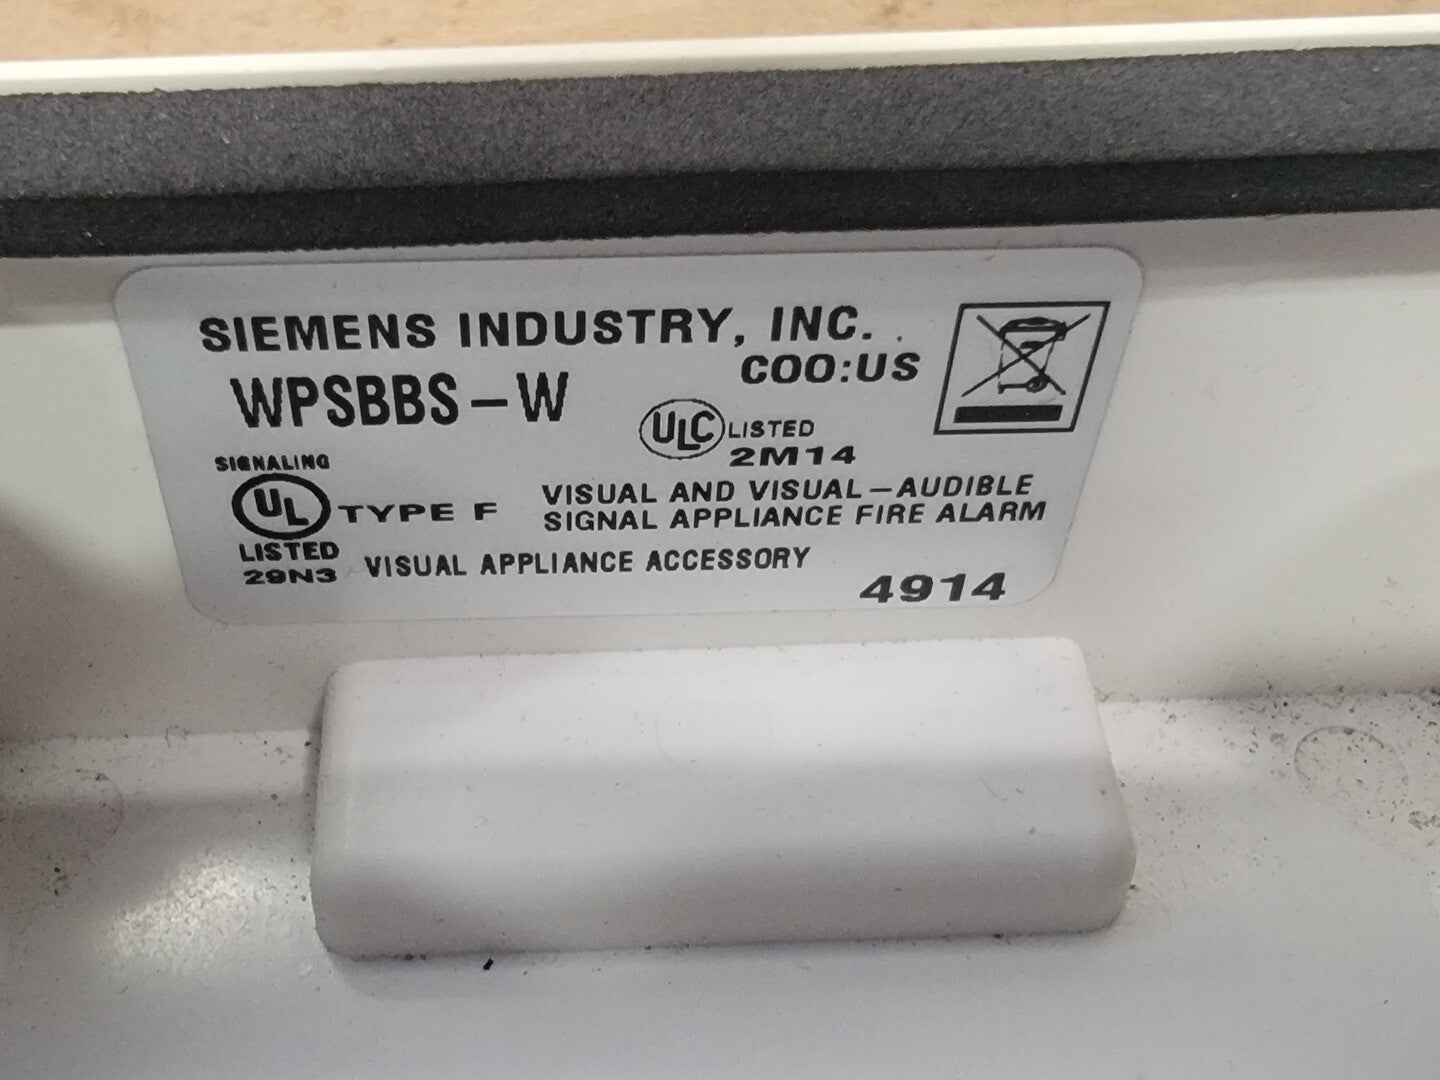 SIEMENS INDUSTRY, INC.
COO:US
WPSBBS-W
ULC LISTED
2M14
SIGNALING
UL TYPE F
LISTED
29N3
VISUAL AND VISUAL-AUDIBLE
SIGNAL APPLIANCE FIRE ALARM
VISUAL APPLIANCE ACCESSORY
4914